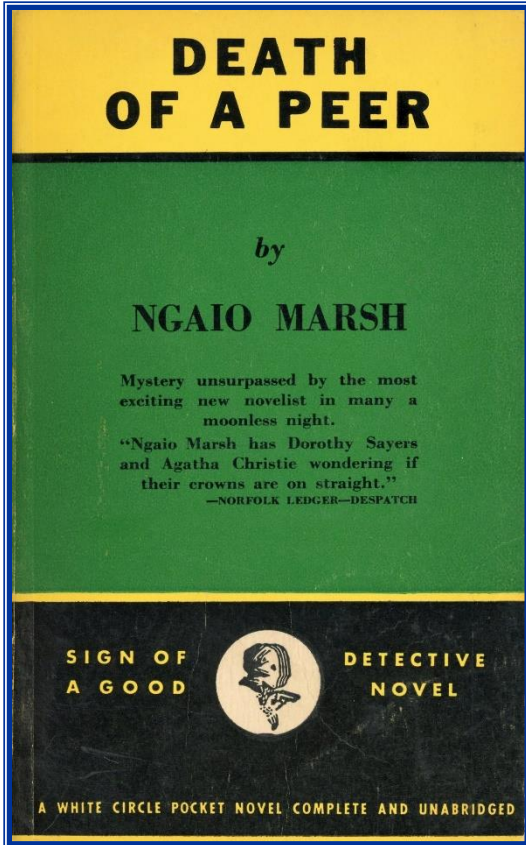 DEATH
OF A PEER
by
NGAIO MARSH
Mystery unsurpassed by the most
exciting new novelist in many a
moonless night.
“Ngaio Marsh has Dorothy Sayers
and Agatha Christie wondering if
their crowns are on straight.”
—NORFOLK LEDGER—DESPATCH
SIGN OF
A GOOD
DETECTIVE
NOVEL
A WHITE CIRCLE POCKET NOVEL COMPLETE AND UNABRIDGED